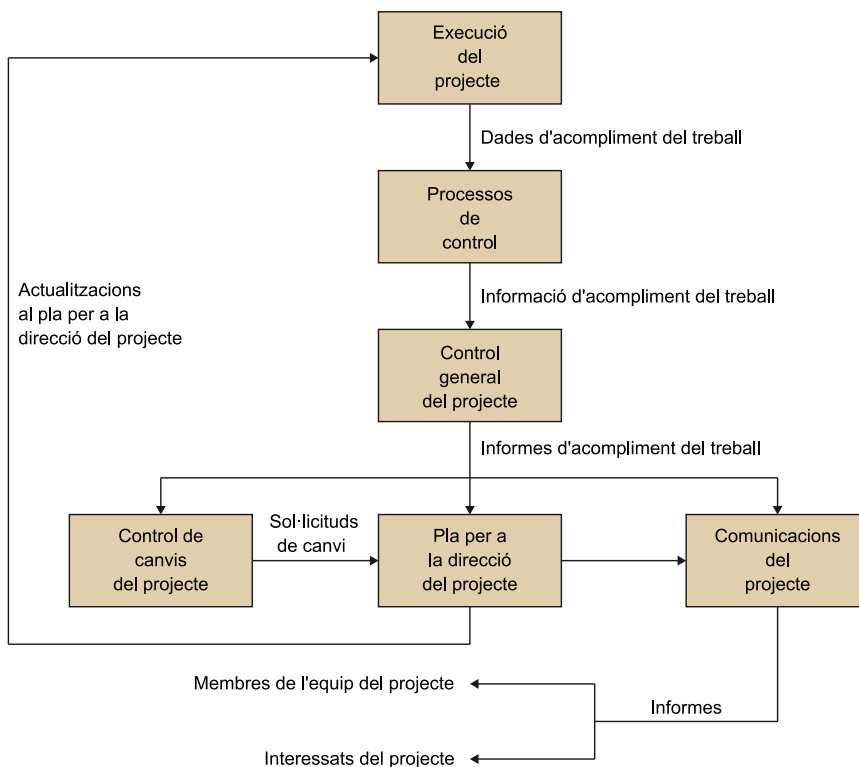 Execució
del
projecte
Dades d'acompliment del treball
Processos
de
control
Actualitzacions
al pla per a la
direcció del projecte
Informació d'acompliment del treball
Control
general
del projecte
Informes d'acompliment del treball
Control de
canvis
del projecte
Sol·licituds
de canvi
Pla per a
la direcció
del projecte
Comunicacions
del
projecte
Membres de l'equip del projecte
Informes
Interessats del projecte